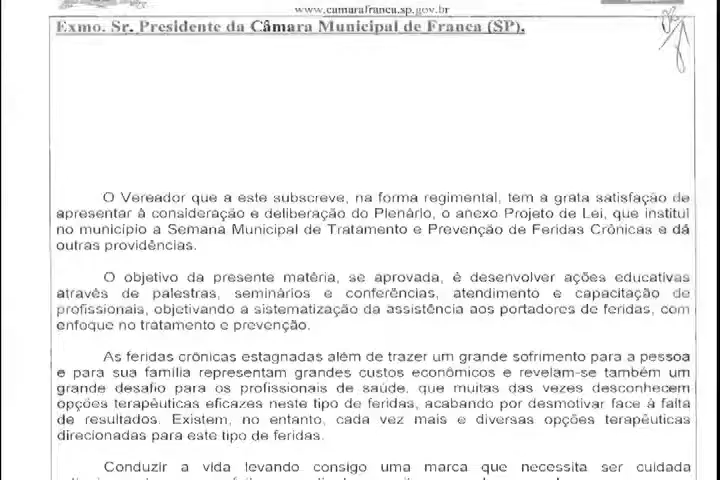 www.camarafranca.sp.gov.br
Exmo. Sr. Presidente da Câmara Municipal de Franca (SP).
O Vereador que a este subscreve, na forma regimental, tem a grata satisfação de
apresentar à consideração e deliberação do Plenário, o anexo Projeto de Lei, que institui
no município a Semana Municipal de Tratamento e Prevenção de Feridas Crônicas e dá
outras providências.
O objetivo da presente matéria, se aprovada, é desenvolver ações educativas
através de palestras, seminários e conferências, atendimento e capacitação de
profissionais, objetivando a sistematização da assistência aos portadores de feridas, com
enfoque no tratamento e prevenção.
As feridas crônicas estagnadas além de trazer um grande sofrimento para a pessoa
e para sua família representam grandes custos econômicos e revelam-se também um
grande desafio para os profissionais de saúde, que muitas das vezes desconhecem
opções terapêuticas eficazes neste tipo de feridas, acabando por desmotivar face à falta
de resultados. Existem, no entanto, cada vez mais e diversas opções terapêuticas
direcionadas para este tipo de feridas.
Conduzir a vida levando consigo uma marca que necessita ser cuidada